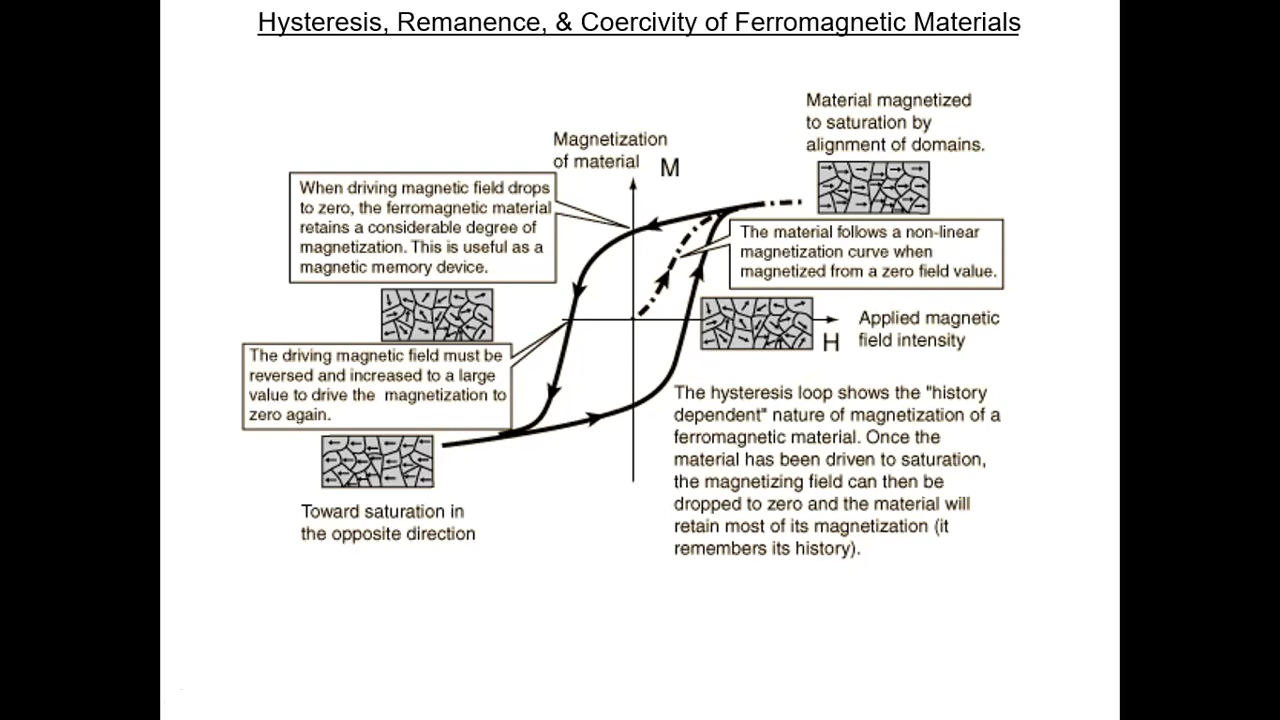 Hysteresis, Remanence, & Coercivity of Ferromagnetic Materials
Material magnetized
to saturation by
alignment of domains.
Magnetization
of material M
When driving magnetic field drops
to zero, the ferromagnetic material
retains a considerable degree of
magnetization. This is useful as a
magnetic memory device.
The material follows a non-linear
magnetization curve when
magnetized from a zero field value.
H
Applied magnetic
field intensity
The driving magnetic field must be
reversed and increased to a large
value to drive the magnetization to
zero again.
The hysteresis loop shows the "history
dependent" nature of magnetization of a
ferromagnetic material. Once the
material has been driven to saturation,
the magnetizing field can then be
dropped to zero and the material will
retain most of its magnetization (it
remembers its history).
Toward saturation in
the opposite direction